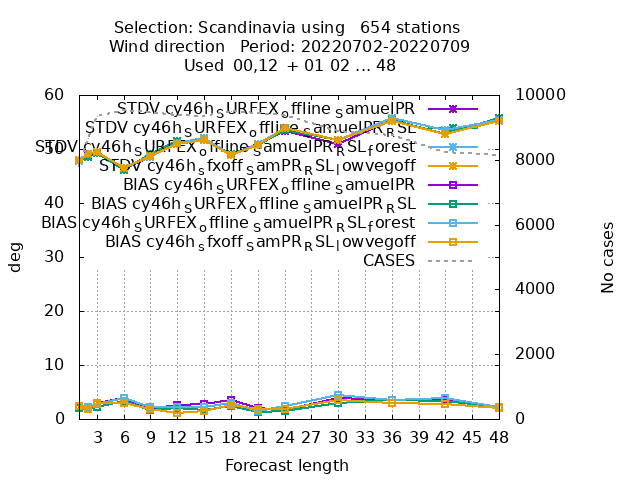 Selection: Scandinavia using 654 stations
Wind direction Period: 20220702-20220709
Used 00,12 + 01 02 ... 48
60
50
40
30
20
10
0
10000
8000
6000
4000
2000
0
deg
No cases
STDV cy46h_SURFEX_offline_samuelPR
STDV cy46h_SURFEX_offline_samuelPR_RSL
STDV cy46h_SURFEX_offline_samuelPR_RSL_forest
STDV cy46h_sfxoff_samPR_RSL_lowvegoff
BIAS cy46h_SURFEX_offline_samuelPR
BIAS cy46h_SURFEX_offline_samuelPR_RSL
BIAS cy46h_SURFEX_offline_samuelPR_RSL_forest
BIAS cy46h_sfxoff_samPR_RSL_lowvegoff
CASES
3 6 9 12 15 18 21 24 27 30 33 36 39 42 45 48
Forecast length